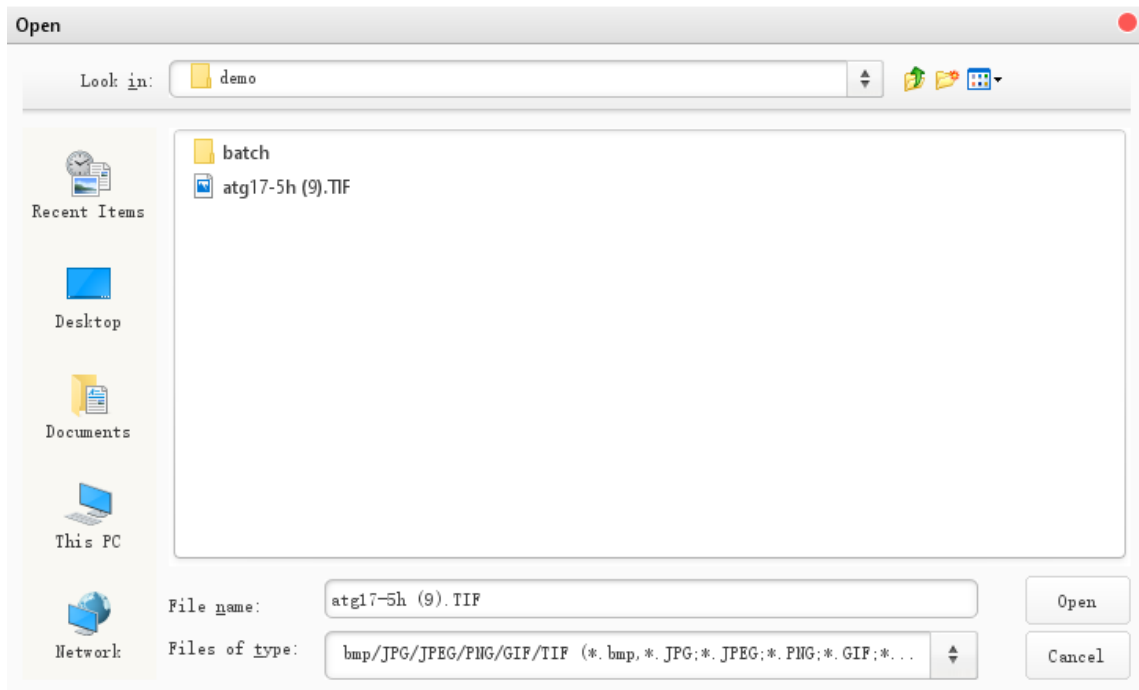 Open
Look in:
demo
batch
atg17-5h (9).TIF
Recent Items
Desktop
Documents
This PC
Network
File name:
atg17-5h (9).TIF
Open
Files of type:
bmp/JPG/JPEG/PNG/GIF/TIF (*.bmp,*.JPG;*.JPEG;*.PNG;*.GIF;*...
Cancel